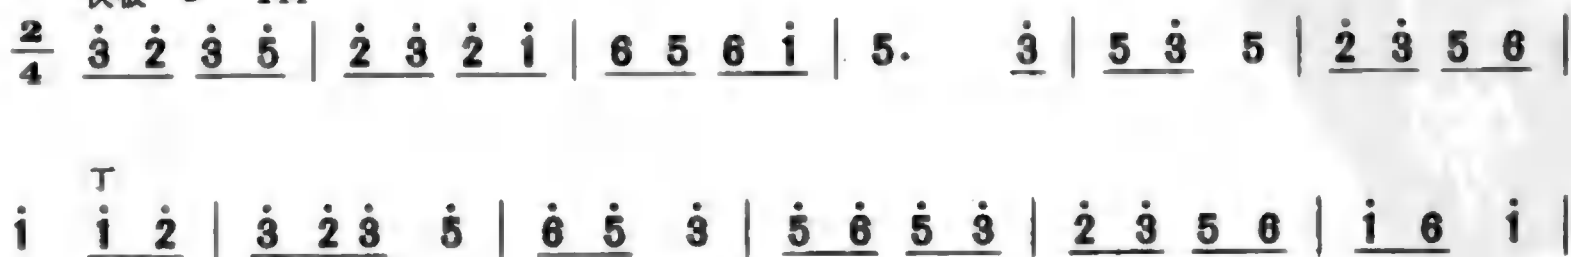 2/4 3̇ 2̇ 3̇ 5̇ | 2̇ 3̇ 2̇ 1̇ | 6 5 6 1̇ | 5. 3̇ | 5 3̇ 5 | 2̇ 3̇ 5 6 |
T
1̇ 1̇ 2̇ | 3̇ 2̇ 3̇ 5̇ | 6̇ 5̇ 3̇ | 5̇ 6̇ 5̇ 3̇ | 2̇ 3̇ 5 6 | 1̇ 6 1̇ |